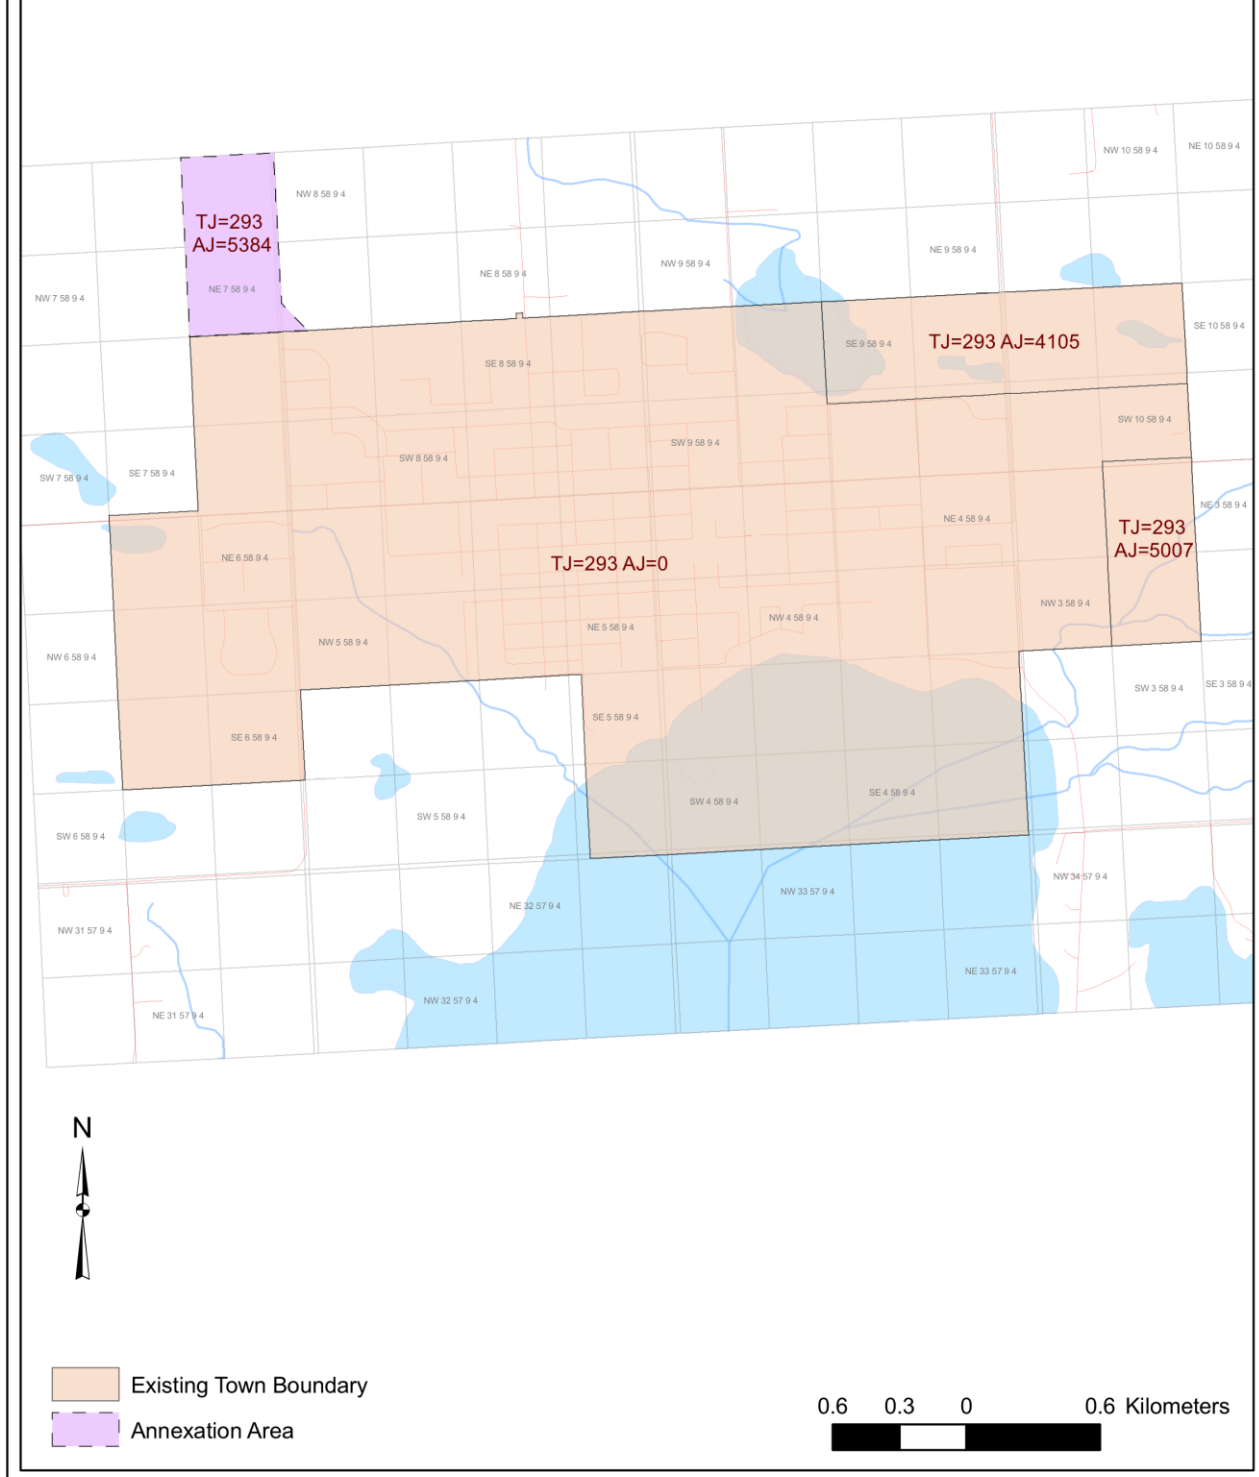 NW 10 58 9 4
NE 10 58 9 4
NW 8 58 9 4
TJ=293
AJ=5384
NE 9 58 9 4
NW 9 58 9 4
NE 8 58 9 4
NE 7 58 9 4
NW 7 58 9 4
SE 10 58 9 4
SE 9 58 9 4
TJ=293 AJ=4105
SE 8 58 9 4
SW 10 58 9 4
SW 9 58 9 4
SW 8 58 9 4
SE 7 58 9 4
SW 7 58 9 4
NE 3 58 9 4
NE 4 58 9 4
TJ=293
AJ=5007
NE 6 58 9 4
TJ=293 AJ=0
NW 3 58 9 4
NW 4 58 9 4
NE 5 58 9 4
NW 5 58 9 4
NW 6 58 9 4
SE 3 58 9 4
SW 3 58 9 4
SE 5 58 9 4
SE 6 58 9 4
SE 4 58 9 4
SW 4 58 9 4
SW 5 58 9 4
SW 6 58 9 4
NW 34 57 9 4
NW 33 57 9 4
NE 32 57 9 4
NW 31 57 9 4
NE 33 57 9 4
NW 32 57 9 4
NE 31 57 9 4
N
Existing Town Boundary
Annexation Area
0.6 0.3 0 0.6 Kilometers